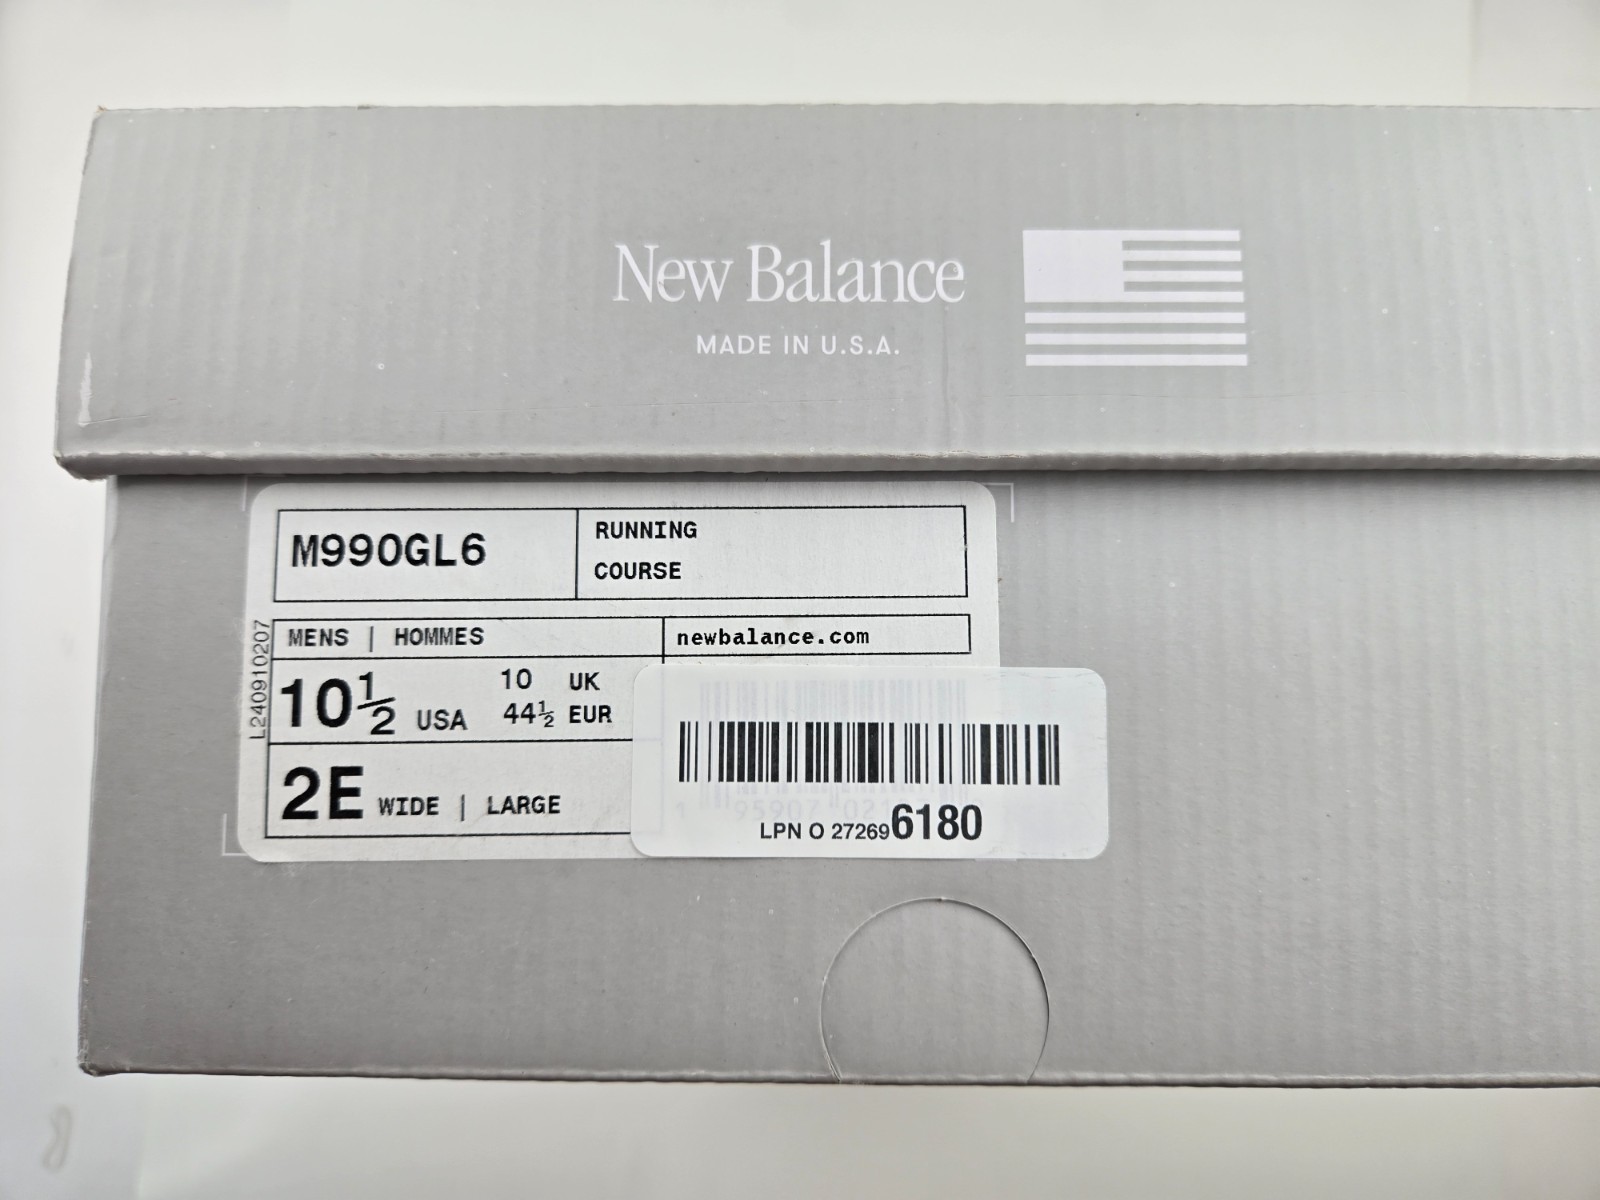 New Balance
MADE IN U.S.A.
M990GL6
RUNNING
COURSE
L240910207
MENS | HOMMES
newbalance.com
10½ USA
10 UK
44½ EUR
2E WIDE | LARGE
LPN O 272696180